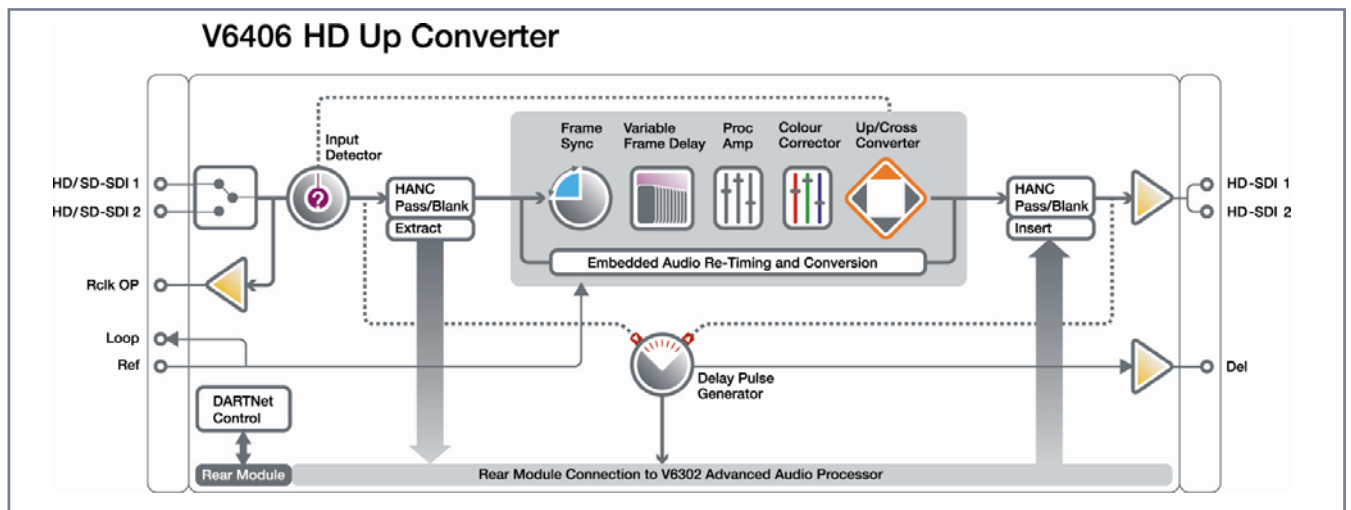 V6406 HD Up Converter
Input
Detector
Frame
Sync
Variable
Frame Delay
Proc
Amp
Colour
Corrector
Up/Cross
Converter
HD/SD-SDI 1
HD/SD-SDI 2
?
HANC
Pass/Blank
Extract
HANC
Pass/Blank
Insert
HD-SDI 1
HD-SDI 2
Embedded Audio Re-Timing and Conversion
Rclk OP
Loop
Ref
Delay Pulse
Generator
Del
DARTNet
Control
Rear Module
Rear Module Connection to V6302 Advanced Audio Processor